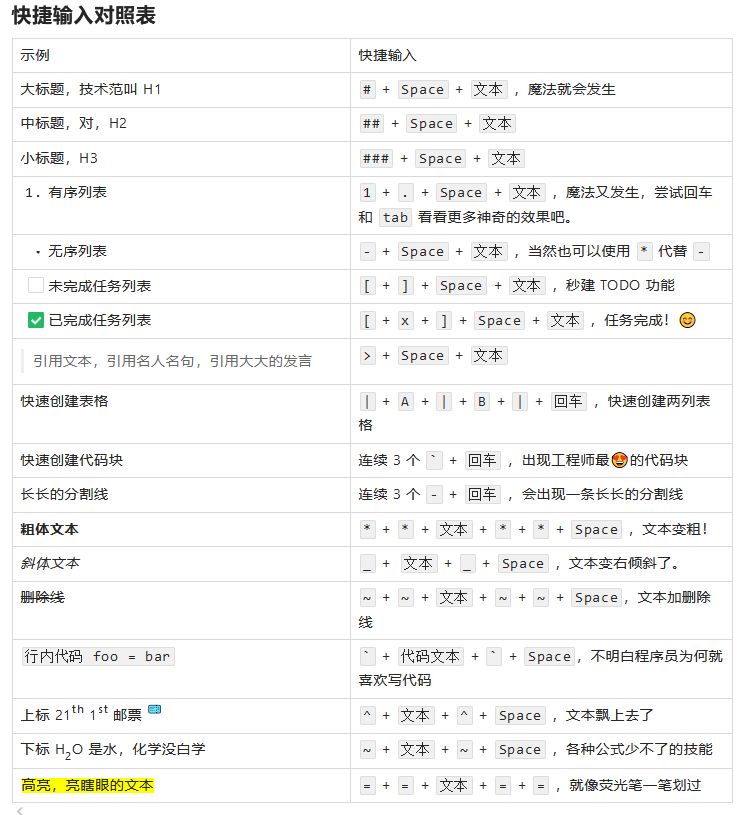 快捷输入对照表
示例
快捷输入
大标题，技术范叫 H1
# + Space + 文本 ，魔法就会发生
中标题，对，H2
## + Space + 文本
小标题，H3
### + Space + 文本
1. 有序列表
1 + . + Space + 文本 ，魔法又发生，尝试回车
和 tab 看看更多神奇的效果吧。
· 无序列表
- + Space + 文本 ，当然也可以使用 * 代替 -
未完成任务列表
[ + ] + Space + 文本 ，秒建 TODO 功能
已完成任务列表
[ + x + ] + Space + 文本 ，任务完成！😊
引用文本，引用名人名句，引用大大的发言
> + Space + 文本
快速创建表格
| + A + | + B + | + 回车 ，快速创建两列表
格
快速创建代码块
连续 3 个 ` + 回车 ，出现工程师最😍的代码块
长长的分割线
连续 3 个 - + 回车 ，会出现一条长长的分割线
粗体文本
* + * + 文本 + * + * + Space ，文本变粗！
斜体文本
_ + 文本 + _ + Space ，文本变右倾斜了。
删除线
~ + ~ + 文本 + ~ + ~ + Space，文本加删除
线
行内代码 foo = bar
` + 代码文本 + ` + Space，不明白程序员为何就
喜欢写代码
上标 21th 1st 邮票
^ + 文本 + ^ + Space ，文本飘上去了
下标 H2O 是水，化学没白学
~ + 文本 + ~ + Space ，各种公式少不了的技能
高亮，亮瞎眼的文本
= + = + 文本 + = + = ，就像荧光笔一笔划过